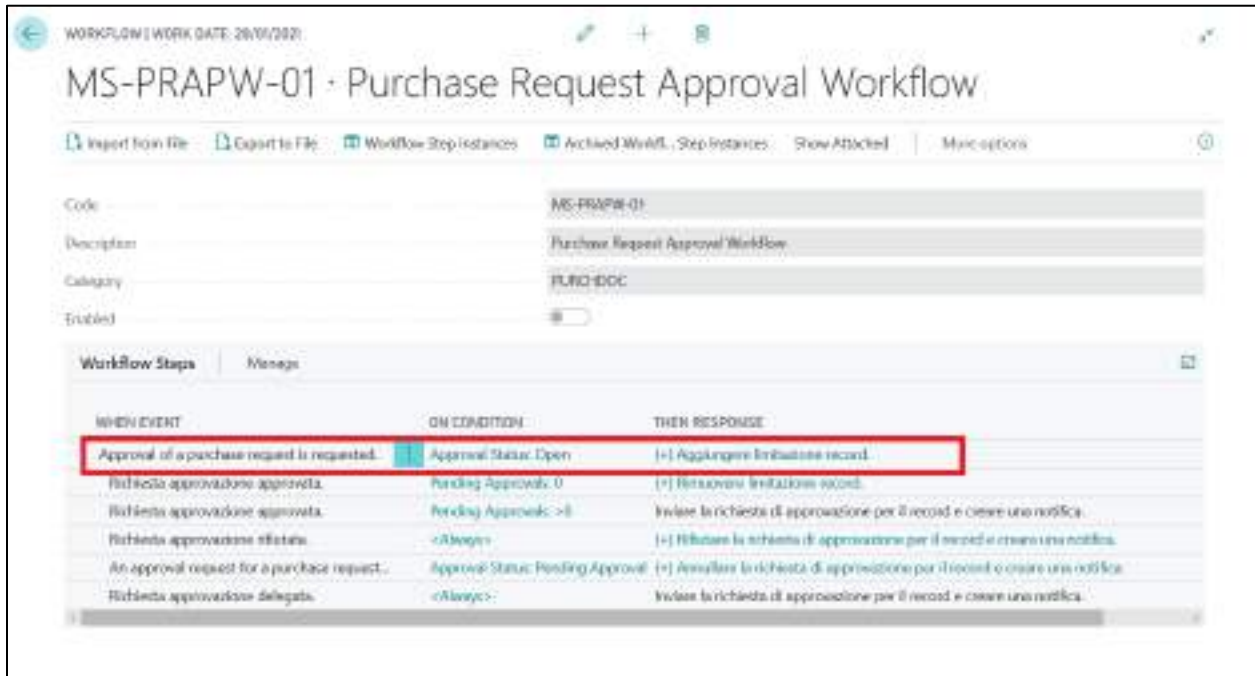 WORKFLOW | WORK DATE: 28/01/2021
MS-PRAPW-01 · Purchase Request Approval Workflow
Import from File Export to File Workflow Step Instances Archived Workfl... Step Instances Show Attached More options
Code MS-PRAPW-01
Description Purchase Request Approval Workflow
Category PURCHDOC
Enabled
Workflow Steps Manage
WHEN EVENT ON CONDITION THEN RESPONSE
Approval of a purchase request is requested. Approval Status: Open (+) Aggiungere limitazione record.
Richiesta approvazione approvata. Pending Approvals: 0 (+) Rimuovere limitazione record.
Richiesta approvazione approvata. Pending Approvals: >0 Inviare la richiesta di approvazione per il record e creare una notifica.
Richiesta approvazione rifiutata. <Always> (+) Rifiutare la richiesta di approvazione per il record e creare una notifica.
An approval request for a purchase request... Approval Status: Pending Approval (+) Annullare la richiesta di approvazione per il record e creare una notifica.
Richiesta approvazione delegata. <Always> Inviare la richiesta di approvazione per il record e creare una notifica.